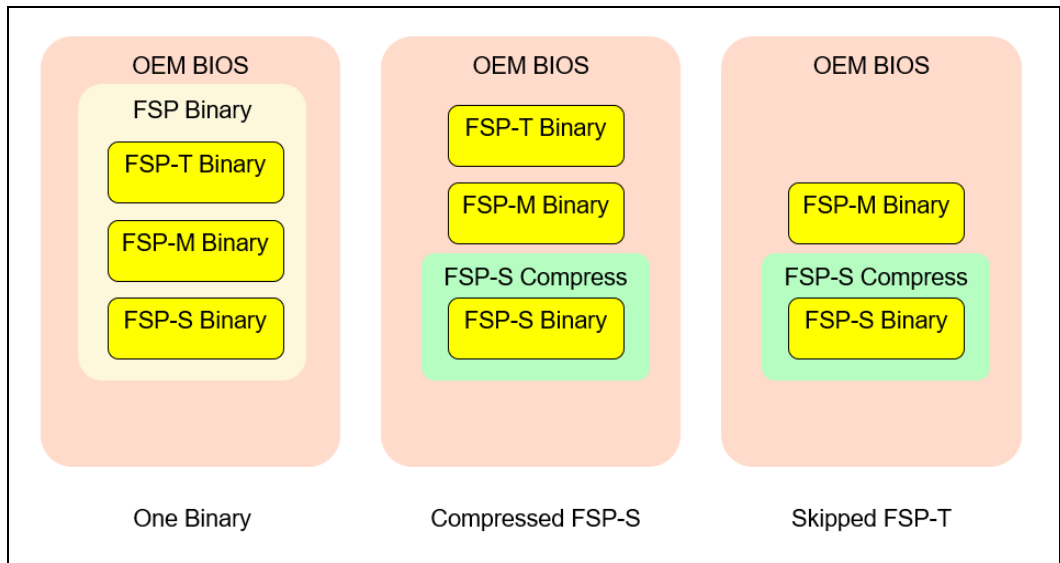 OEM BIOS
FSP Binary
FSP-T Binary
FSP-M Binary
FSP-S Binary
One Binary
OEM BIOS
FSP-T Binary
FSP-M Binary
FSP-S Compress
FSP-S Binary
Compressed FSP-S
OEM BIOS
FSP-M Binary
FSP-S Compress
FSP-S Binary
Skipped FSP-T